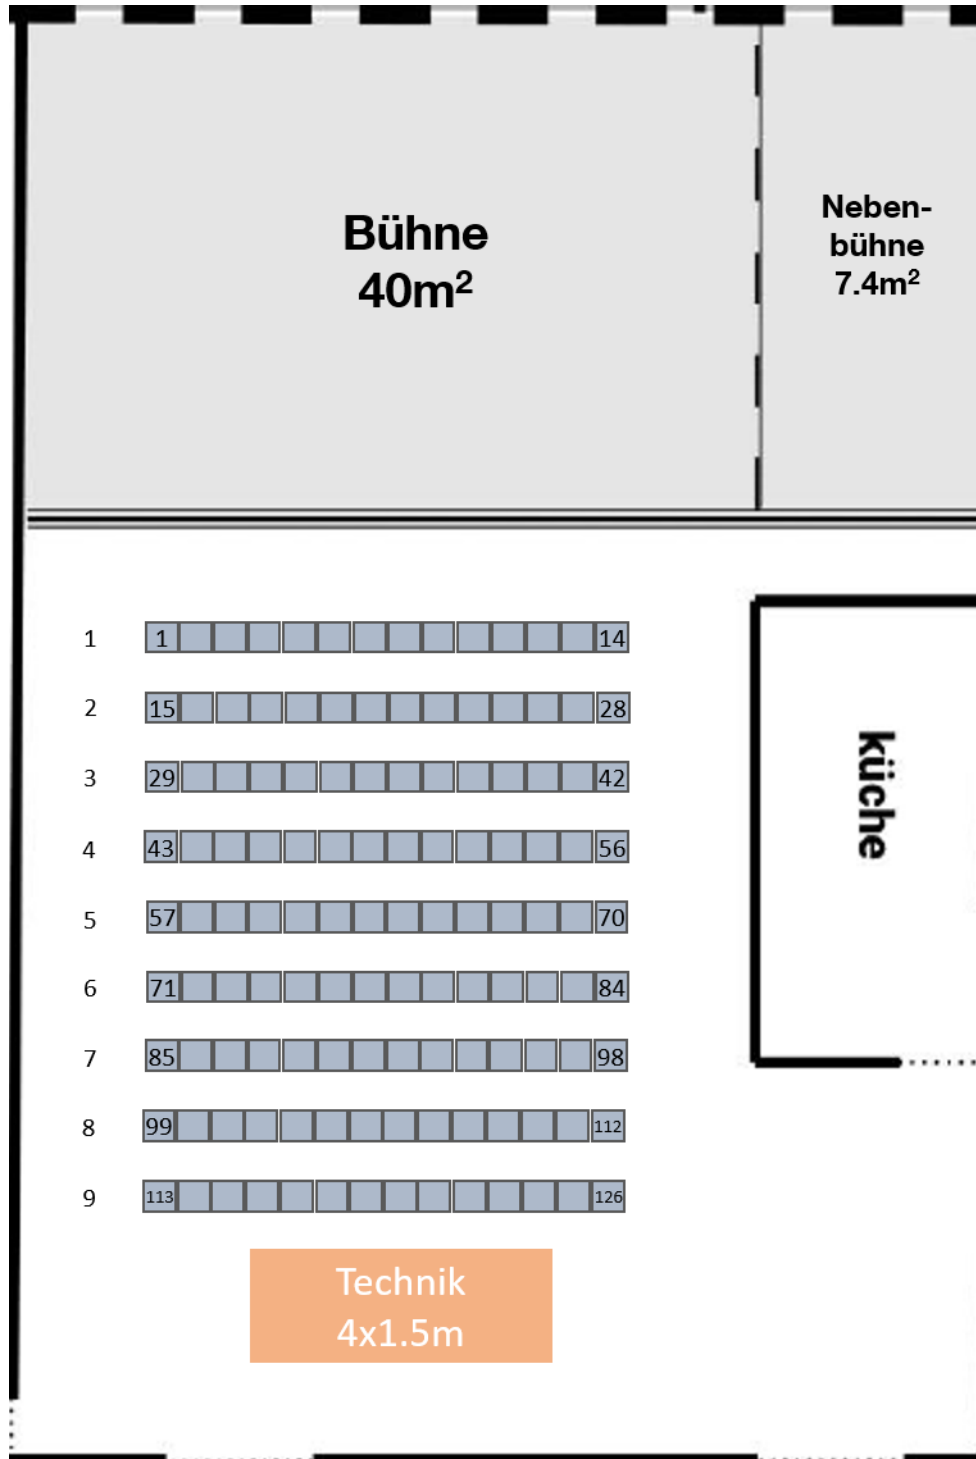 Bühne
40m²
Neben-
bühne
7.4m²
1 1 14
2 15 28
3 29 42
küche
4 43 56
5 57 70
6 71 84
7 85 98
8 99 112
9 113 126
Technik
4x1.5m